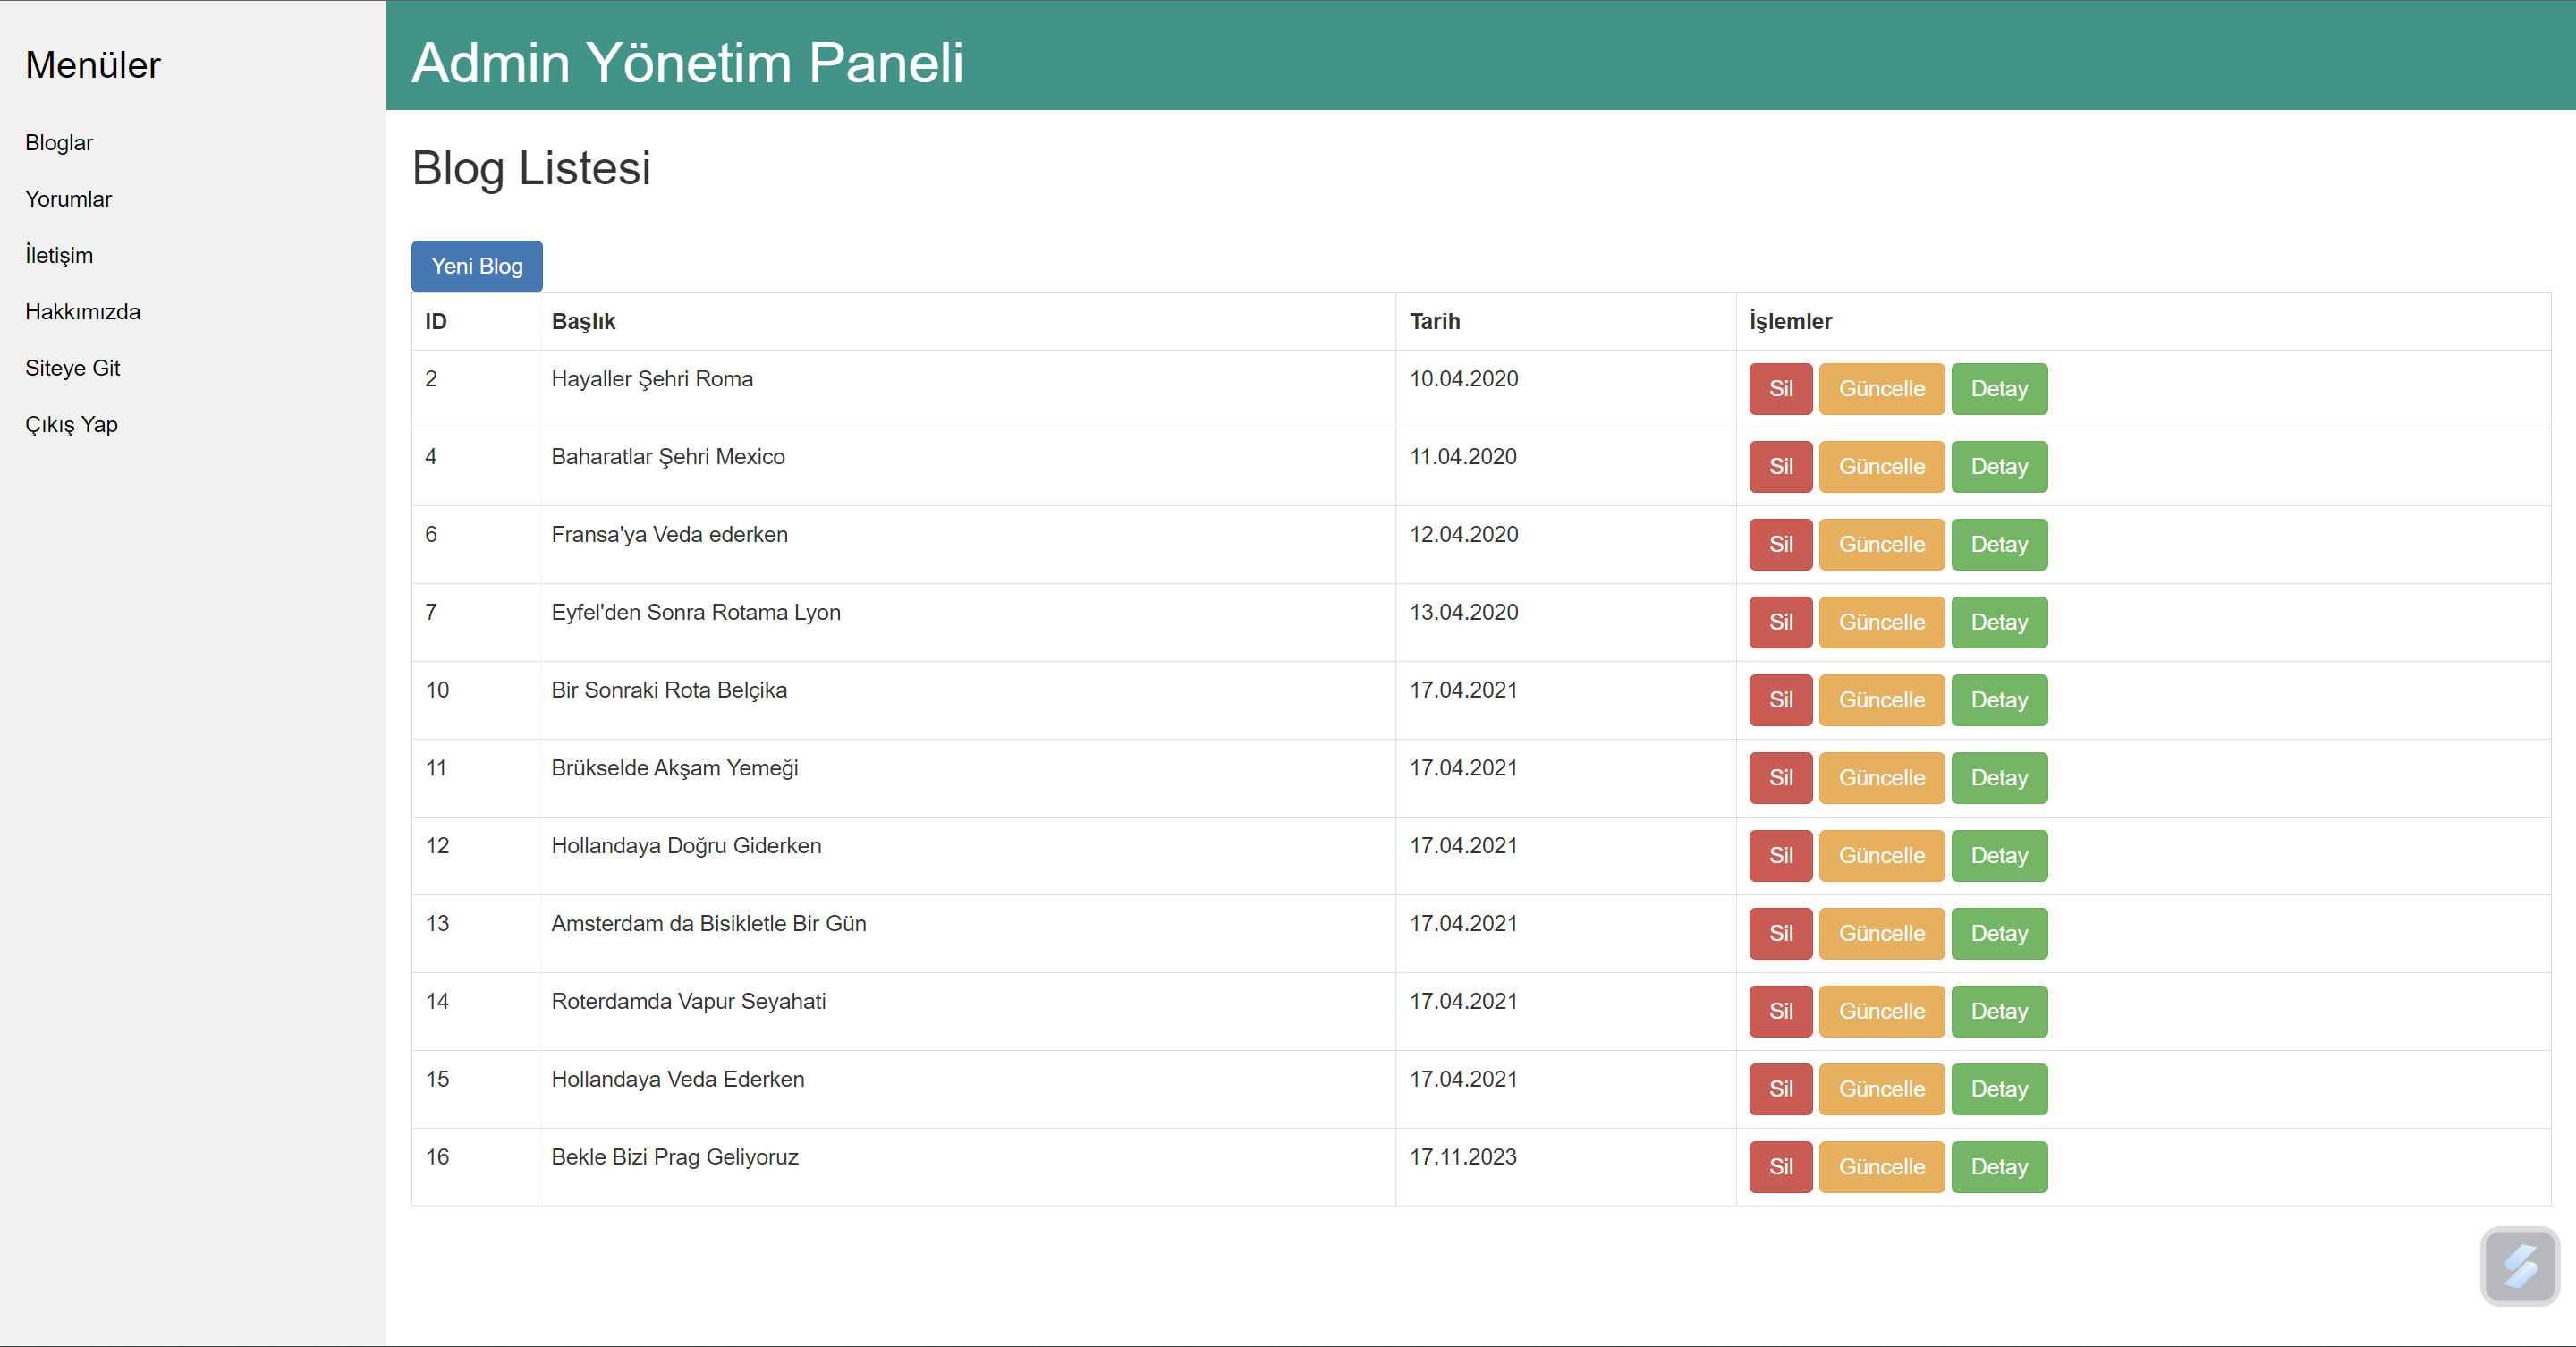 Menüler
Bloglar
Yorumlar
İletişim
Hakkımızda
Siteye Git
Çıkış Yap
Admin Yönetim Paneli
Blog Listesi
Yeni Blog
ID Başlık Tarih İşlemler
2 Hayaller Şehri Roma 10.04.2020 Sil Güncelle Detay
4 Baharatlar Şehri Mexico 11.04.2020 Sil Güncelle Detay
6 Fransa'ya Veda ederken 12.04.2020 Sil Güncelle Detay
7 Eyfel'den Sonra Rotama Lyon 13.04.2020 Sil Güncelle Detay
10 Bir Sonraki Rota Belçika 17.04.2021 Sil Güncelle Detay
11 Brükselde Akşam Yemeği 17.04.2021 Sil Güncelle Detay
12 Hollandaya Doğru Giderken 17.04.2021 Sil Güncelle Detay
13 Amsterdam da Bisikletle Bir Gün 17.04.2021 Sil Güncelle Detay
14 Roterdamda Vapur Seyahati 17.04.2021 Sil Güncelle Detay
15 Hollandaya Veda Ederken 17.04.2021 Sil Güncelle Detay
16 Bekle Bizi Prag Geliyoruz 17.11.2023 Sil Güncelle Detay